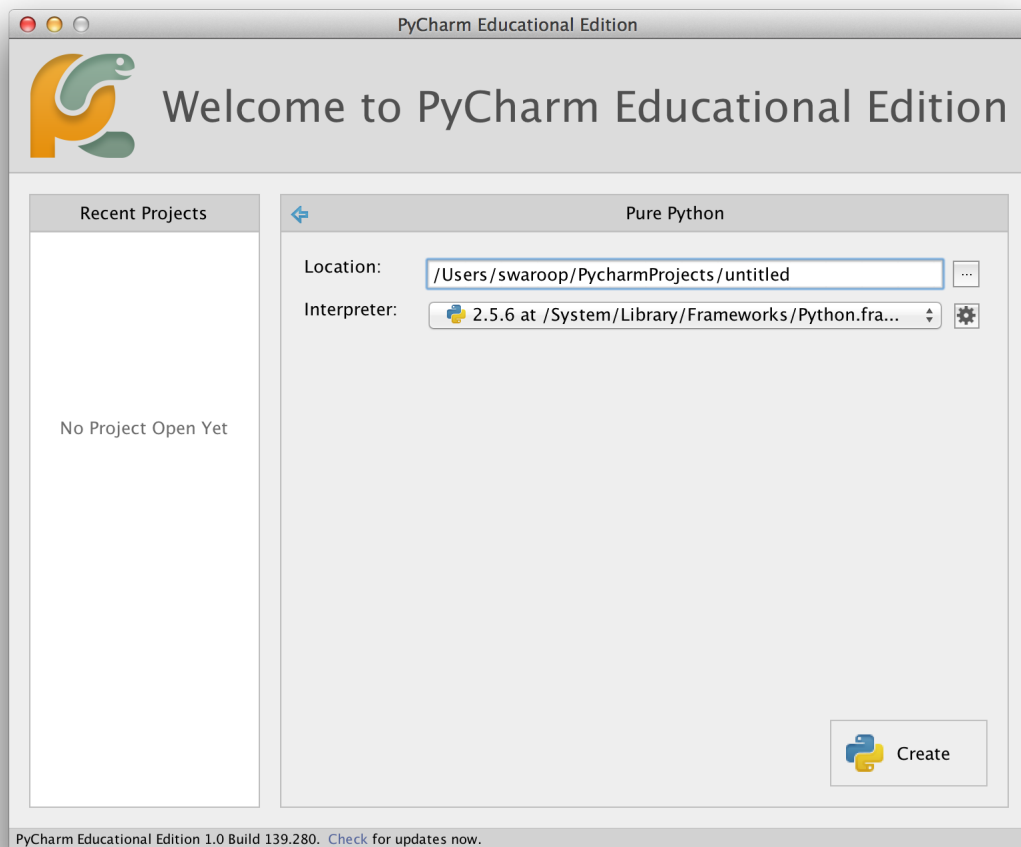 PyCharm Educational Edition
Welcome to PyCharm Educational Edition
Recent Projects
No Project Open Yet
Pure Python
Location: /Users/swaroop/PycharmProjects/untitled ...
Interpreter: 2.5.6 at /System/Library/Frameworks/Python.fra...
Create
PyCharm Educational Edition 1.0 Build 139.280. Check for updates now.